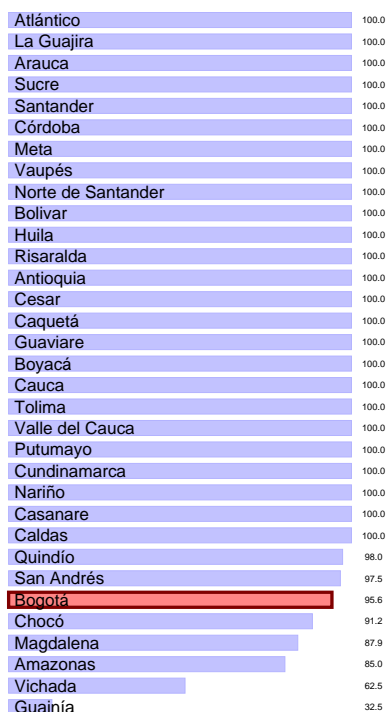 Atlántico 100.0
La Guajira 100.0
Arauca 100.0
Sucre 100.0
Santander 100.0
Córdoba 100.0
Meta 100.0
Vaupés 100.0
Norte de Santander 100.0
Bolivar 100.0
Huila 100.0
Risaralda 100.0
Antioquia 100.0
Cesar 100.0
Caquetá 100.0
Guaviare 100.0
Boyacá 100.0
Cauca 100.0
Tolima 100.0
Valle del Cauca 100.0
Putumayo 100.0
Cundinamarca 100.0
Nariño 100.0
Casanare 100.0
Caldas 100.0
Quindío 98.0
San Andrés 97.5
Bogotá 95.6
Chocó 91.2
Magdalena 87.9
Amazonas 85.0
Vichada 62.5
Guainía 32.5